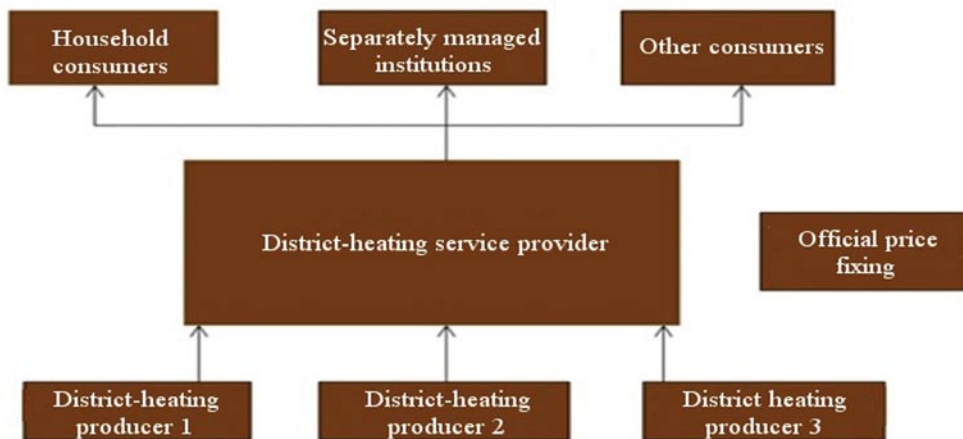 Household
consumers
Separately managed
institutions
Other consumers
District-heating service provider
Official price
fixing
District-heating
producer 1
District-heating
producer 2
District heating
producer 3